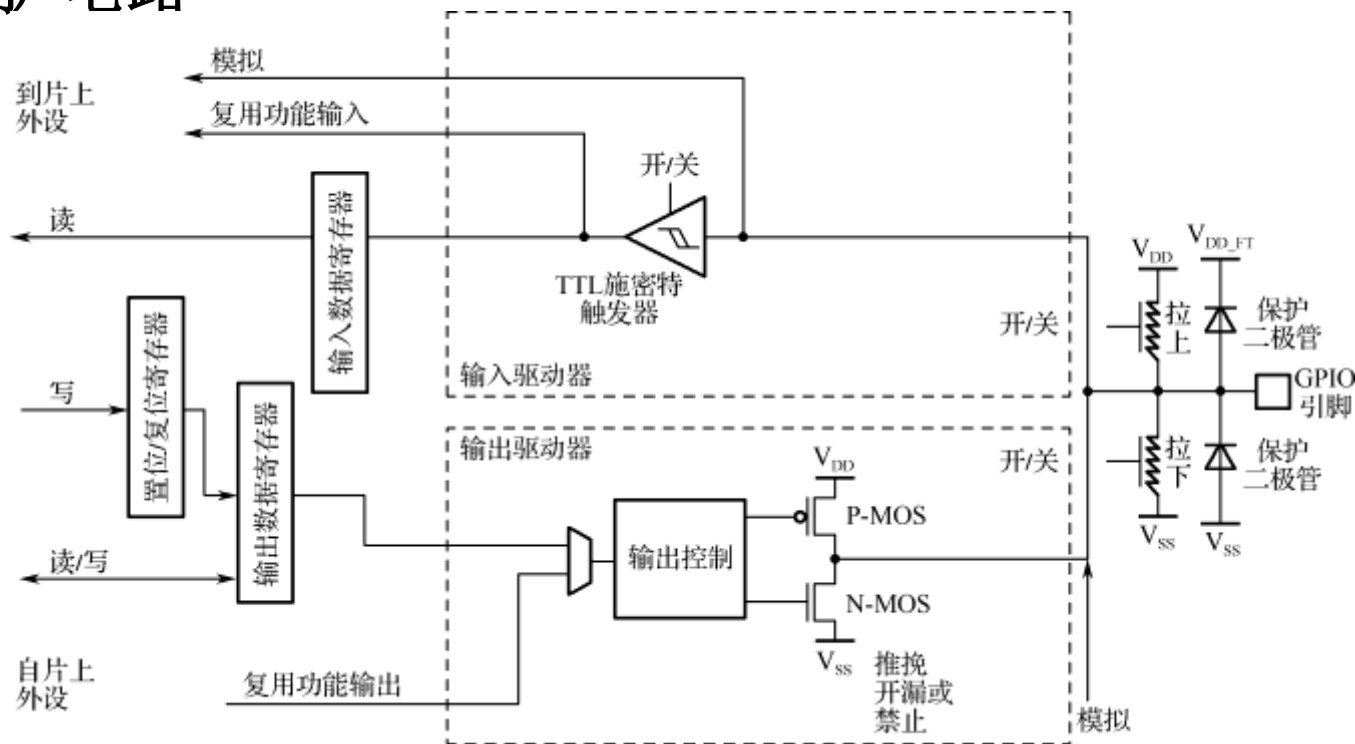 护电路
模拟
到片上
外设
复用功能输入
开/关
读
输入数据寄存器
TTL施密特
触发器
V_DD
V_DD_FT
开/关
拉上
保护
二极管
输入驱动器
GPIO
引脚
写
置位/复位寄存器
输出数据寄存器
输出驱动器
V_DD
开/关
拉下
保护
二极管
P-MOS
V_SS
V_SS
输出控制
读/写
N-MOS
V_SS
推挽
开漏或
禁止
自片上
外设
复用功能输出
模拟